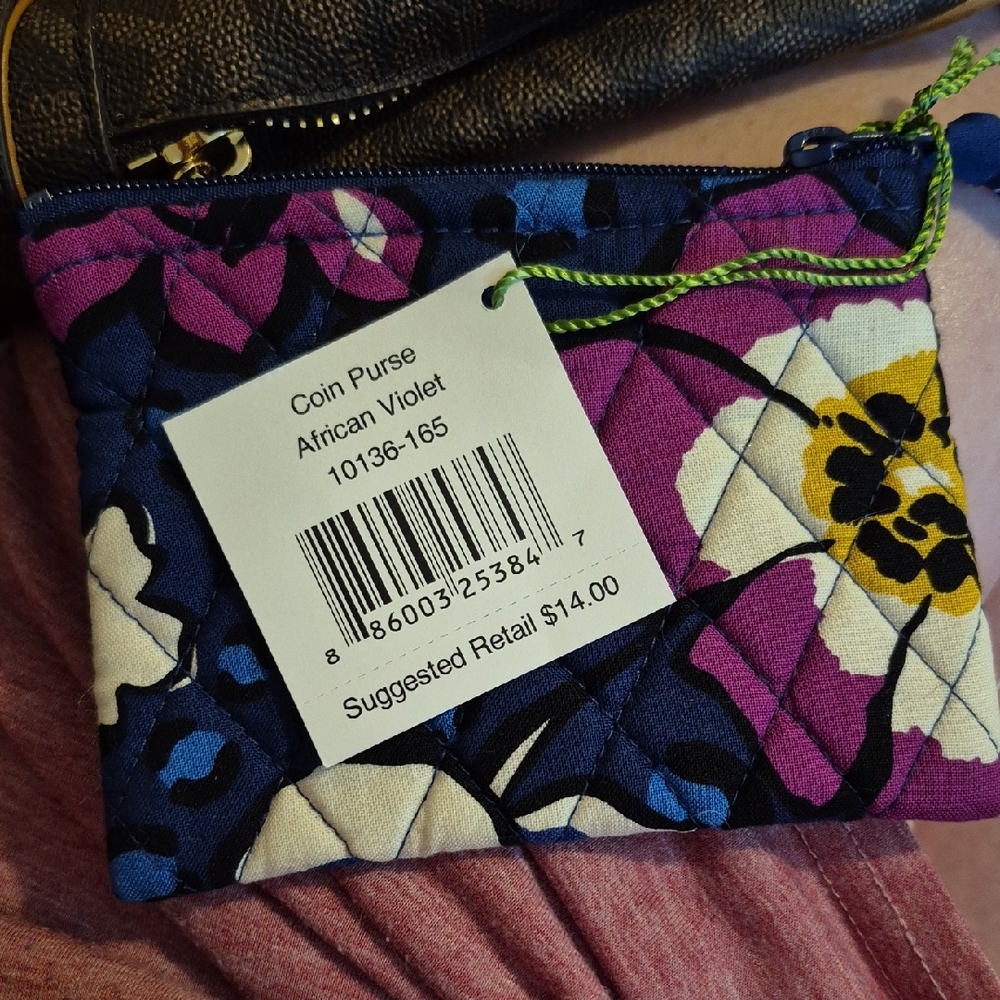 Coin Purse
African Violet
10136-165
8 86003 25384 7
Suggested Retail $14.00